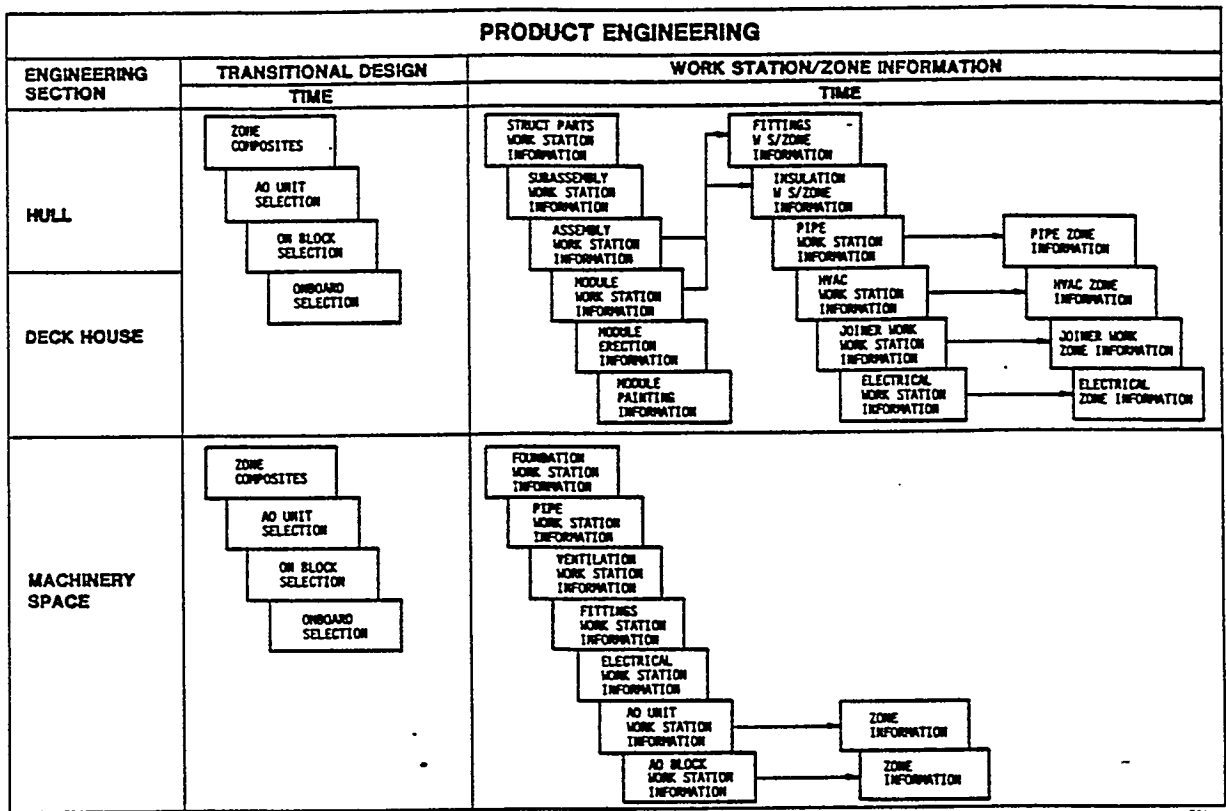 PRODUCT ENGINEERING
ENGINEERING
SECTION
TRANSITIONAL DESIGN
WORK STATION/ZONE INFORMATION
TIME
TIME
HULL
DECK HOUSE
ZONE
COMPOSITES
AO UNIT
SELECTION
ON BLOCK
SELECTION
ONBOARD
SELECTION
STRUCT PARTS
WORK STATION
INFORMATION
SUBASSEMBLY
WORK STATION
INFORMATION
ASSEMBLY
WORK STATION
INFORMATION
MODULE
WORK STATION
INFORMATION
MODULE
ERECTION
INFORMATION
MODULE
PAINTING
INFORMATION
FITTINGS
W S/ZONE
INFORMATION
INSULATION
W S/ZONE
INFORMATION
PIPE
WORK STATION
INFORMATION
HVAC
WORK STATION
INFORMATION
JOINER WORK
WORK STATION
INFORMATION
ELECTRICAL
WORK STATION
INFORMATION
PIPE ZONE
INFORMATION
HVAC ZONE
INFORMATION
JOINER WORK
ZONE INFORMATION
ELECTRICAL
ZONE INFORMATION
MACHINERY
SPACE
ZONE
COMPOSITES
AO UNIT
SELECTION
ON BLOCK
SELECTION
ONBOARD
SELECTION
FOUNDATION
WORK STATION
INFORMATION
PIPE
WORK STATION
INFORMATION
VENTILATION
WORK STATION
INFORMATION
FITTINGS
WORK STATION
INFORMATION
ELECTRICAL
WORK STATION
INFORMATION
AO UNIT
WORK STATION
INFORMATION
AO BLOCK
WORK STATION
INFORMATION
ZONE
INFORMATION
ZONE
INFORMATION